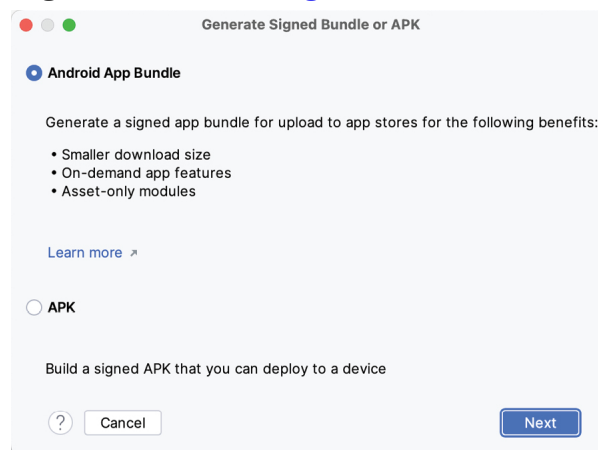 Generate Signed Bundle or APK
Android App Bundle
Generate a signed app bundle for upload to app stores for the following benefits:
• Smaller download size
• On-demand app features
• Asset-only modules
Learn more ↗
APK
Build a signed APK that you can deploy to a device
? Cancel Next